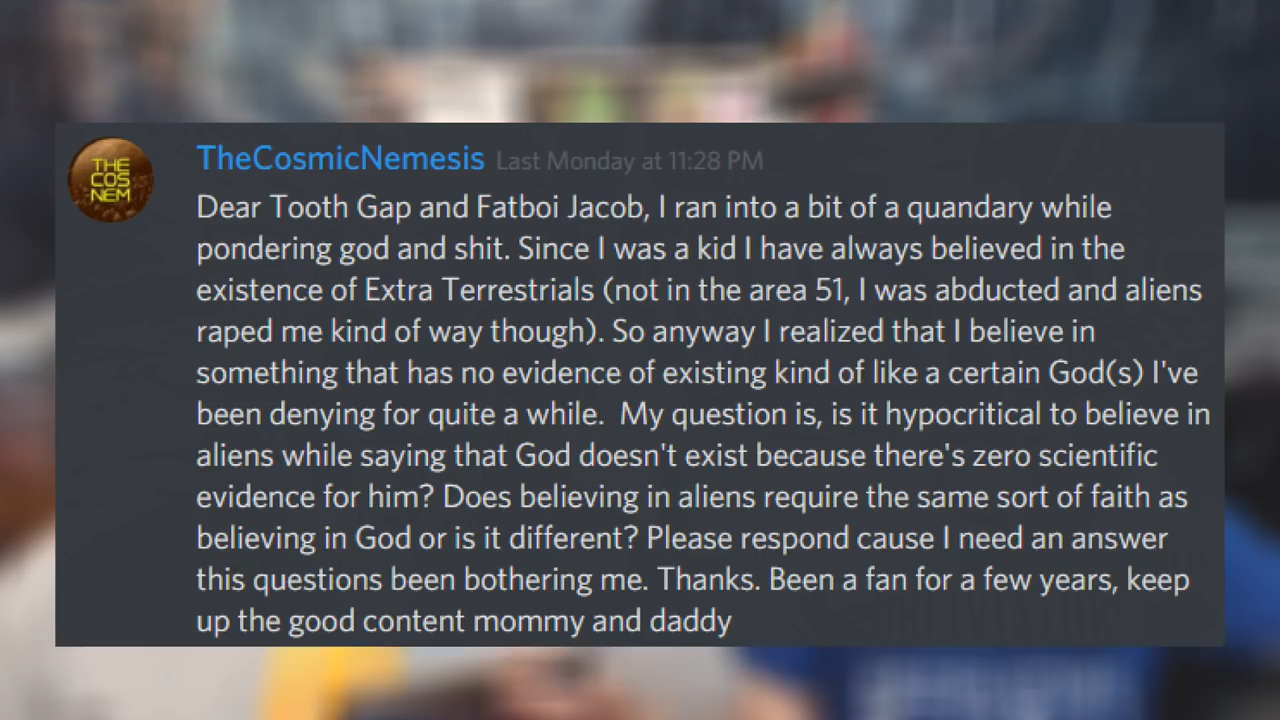 THE
COS
NEM
TheCosmicNemesis Last Monday at 11:28 PM
Dear Tooth Gap and Fatboi Jacob, I ran into a bit of a quandary while
pondering god and shit. Since I was a kid I have always believed in the
existence of Extra Terrestrials (not in the area 51, I was abducted and aliens
raped me kind of way though). So anyway I realized that I believe in
something that has no evidence of existing kind of like a certain God(s) I've
been denying for quite a while.  My question is, is it hypocritical to believe in
aliens while saying that God doesn't exist because there's zero scientific
evidence for him? Does believing in aliens require the same sort of faith as
believing in God or is it different? Please respond cause I need an answer
this questions been bothering me. Thanks. Been a fan for a few years, keep
up the good content mommy and daddy